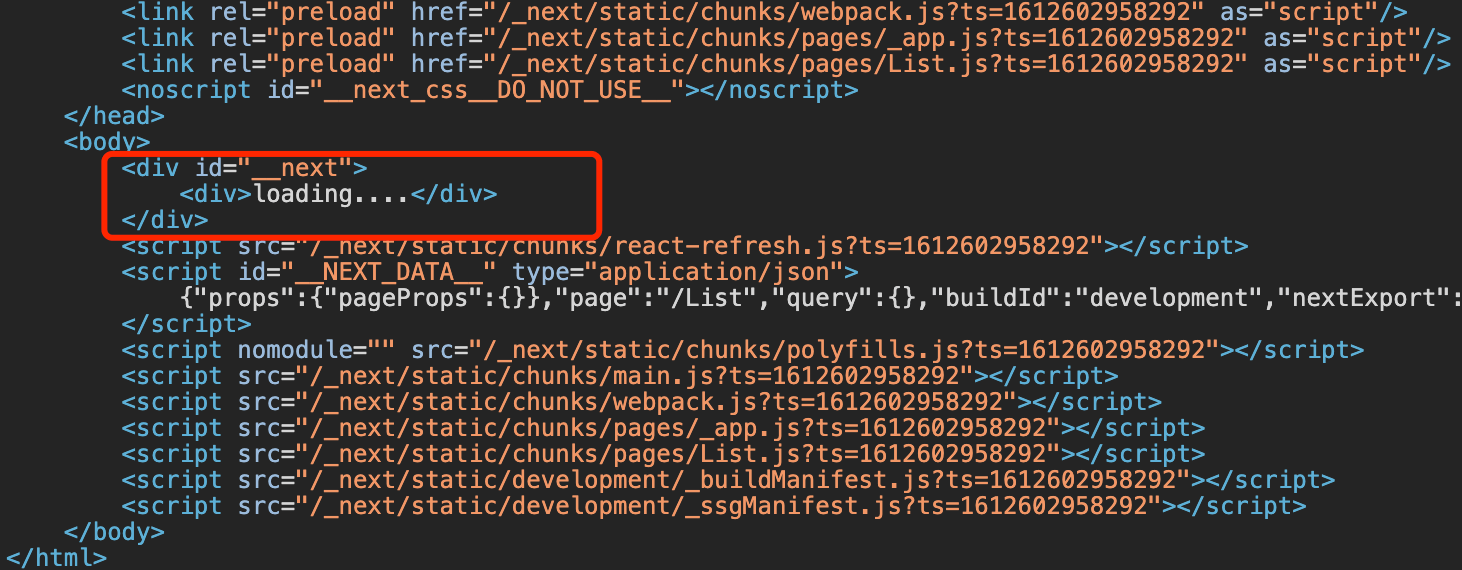 <link rel="preload" href="/_next/static/chunks/webpack.js?ts=1612602958292" as="script"/>
<link rel="preload" href="/_next/static/chunks/pages/_app.js?ts=1612602958292" as="script"/>
<link rel="preload" href="/_next/static/chunks/pages/List.js?ts=1612602958292" as="script"/>
<noscript id="__next_css__DO_NOT_USE__"></noscript>
</head>
<body>
<div id="__next">
<div>loading....</div>
</div>
<script src="/_next/static/chunks/react-refresh.js?ts=1612602958292"></script>
<script id="__NEXT_DATA__" type="application/json">
{"props":{"pageProps":{}},"page":"/List","query":{},"buildId":"development","nextExport":
</script>
<script nomodule="" src="/_next/static/chunks/polyfills.js?ts=1612602958292"></script>
<script src="/_next/static/chunks/main.js?ts=1612602958292"></script>
<script src="/_next/static/chunks/webpack.js?ts=1612602958292"></script>
<script src="/_next/static/chunks/pages/_app.js?ts=1612602958292"></script>
<script src="/_next/static/chunks/pages/List.js?ts=1612602958292"></script>
<script src="/_next/static/development/_buildManifest.js?ts=1612602958292"></script>
<script src="/_next/static/development/_ssgManifest.js?ts=1612602958292"></script>
</body>
</html>